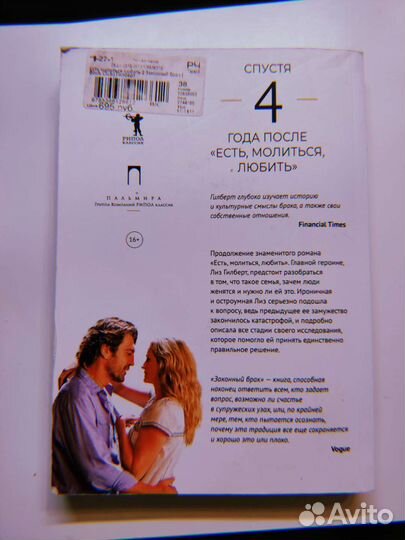 СПУСТЯ
4
ГОДА ПОСЛЕ
«ЕСТЬ, МОЛИТЬСЯ,
ЛЮБИТЬ»
РИПОЛ
КЛАССИК
ПАЛЬМИРА
Группа Компаний РИПОЛ классик
Гилберт глубоко изучает историю
и культурные смыслы брака, а также свои
собственные отношения.
Financial Times
16+
Продолжение знаменитого романа
«Есть, молиться, любить». Главной героине,
Лиз Гилберт, предстоит разобраться
в том, что такое семья, зачем люди
женятся и нужно ли ей это. Ироничная
и остроумная Лиз серьезно подошла
к вопросу, ведь предыдущее ее замужество
закончилось катастрофой, и подробно
описала все стадии своего исследования,
которое помогло ей принять единственно
правильное решение.
«Законный брак» — книга, способная
наконец ответить всем, кто задает
вопрос, возможно ли счастье
в супружеских узах, или, по крайней
мере, тем, кто пытается осознать,
почему эта традиция все еще сохраняется
и хорошо это или плохо.
Vogue
Avito